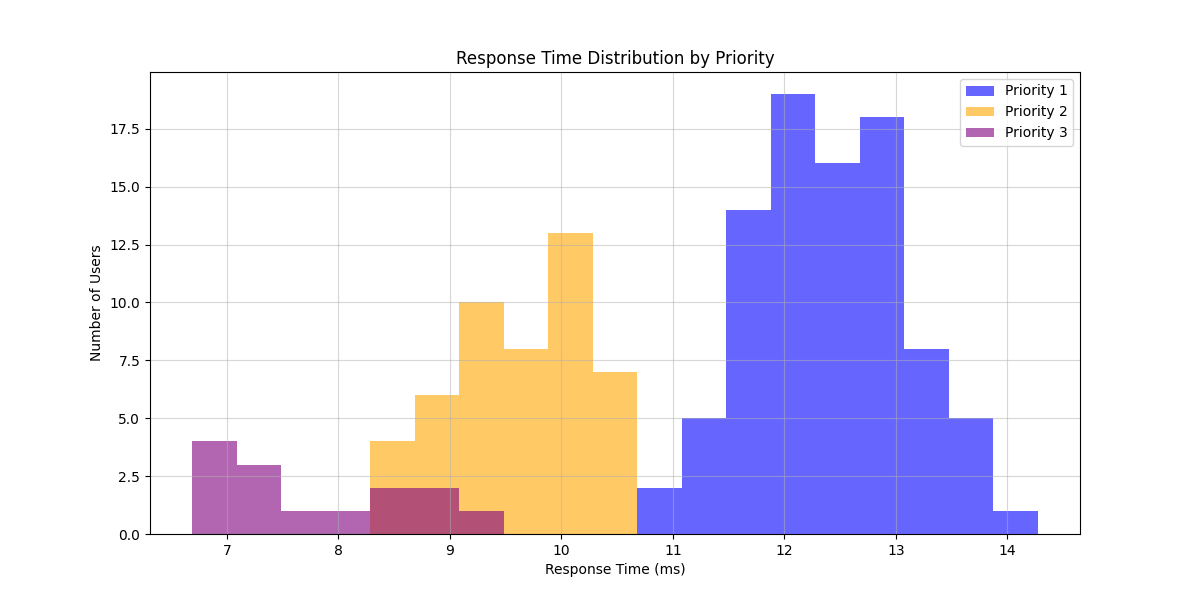 Response Time Distribution by Priority
Priority 1
Priority 2
Priority 3
17.5
15.0
12.5
10.0
7.5
5.0
2.5
0.0
Number of Users
7 8 9 10 11 12 13 14
Response Time (ms)